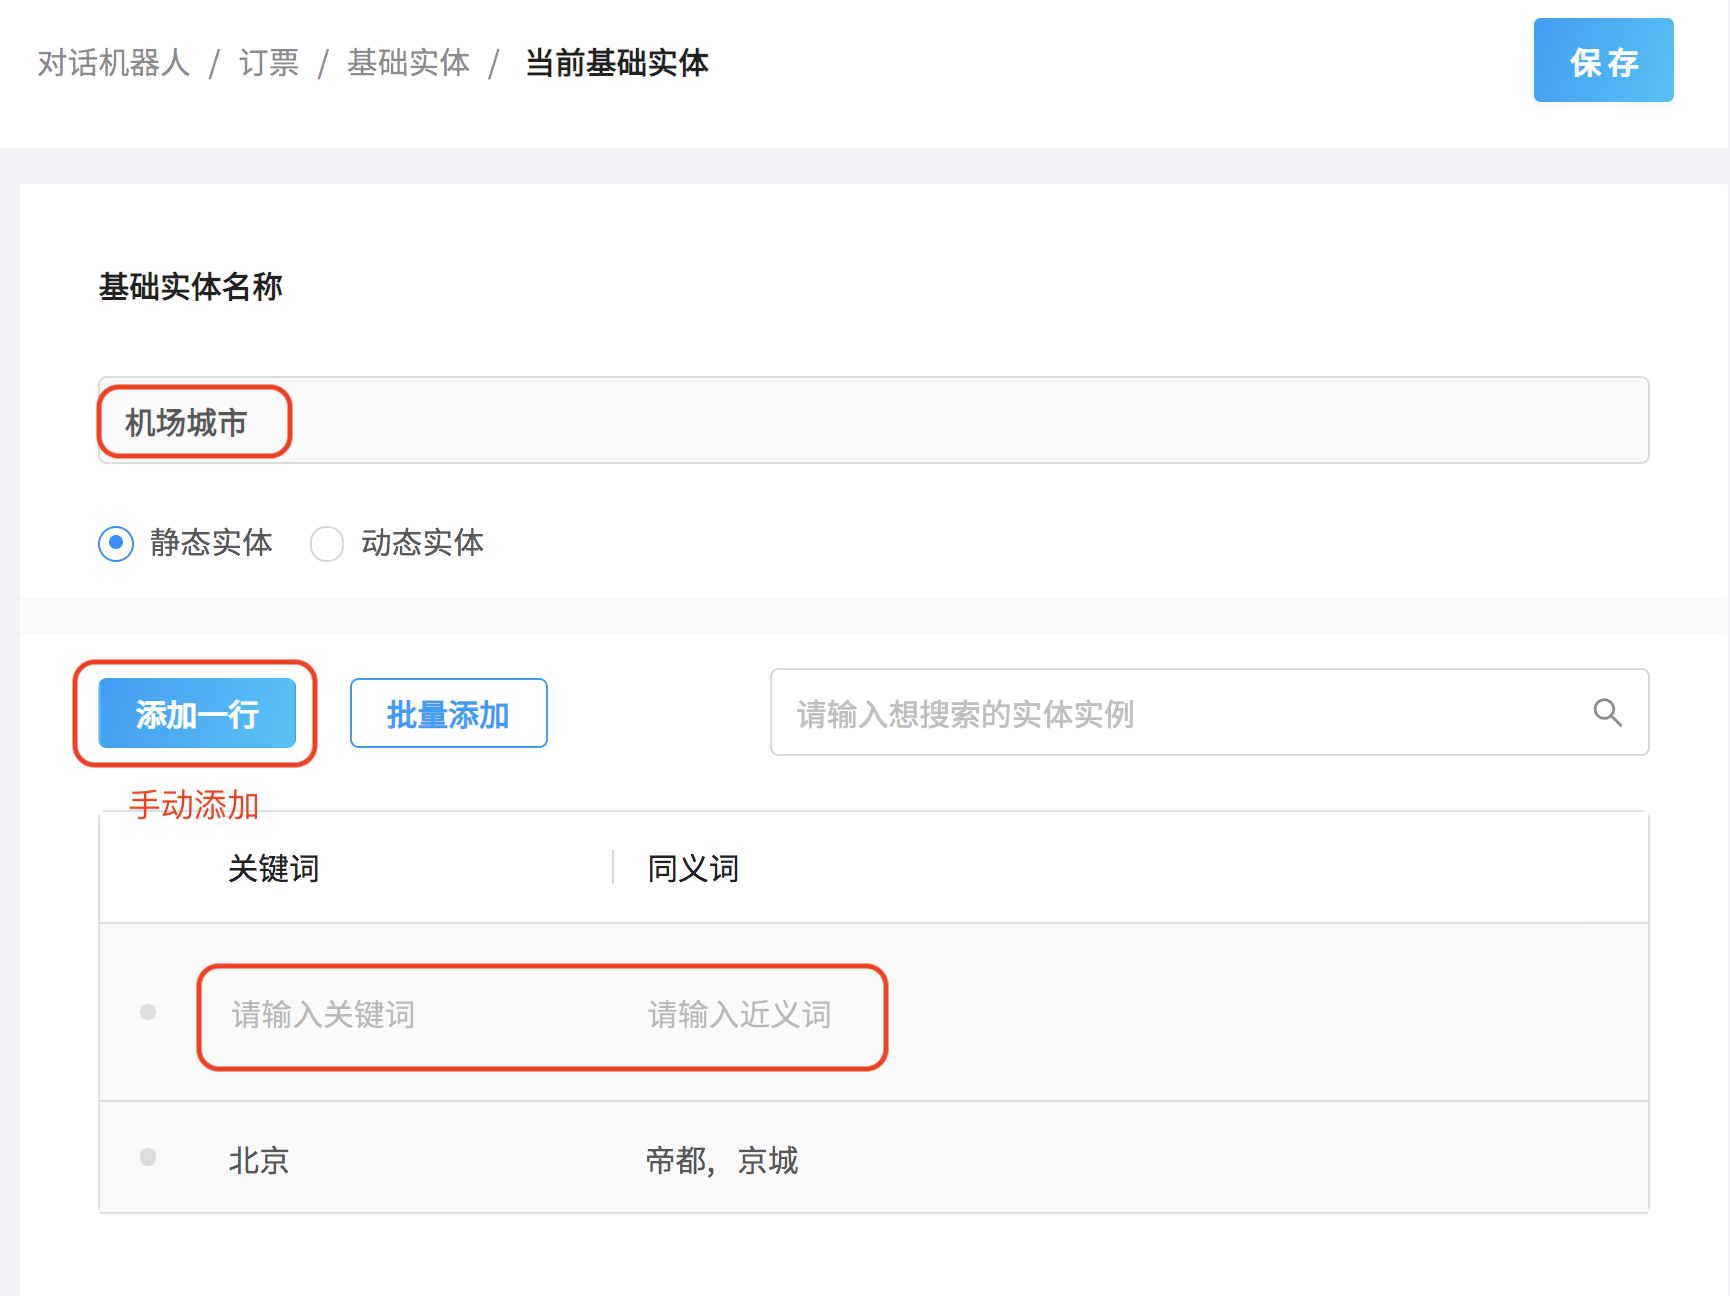 对话机器人 / 订票 / 基础实体 / 当前基础实体
保存
基础实体名称
机场城市
静态实体 动态实体
添加一行 批量添加 请输入想搜索的实体实例
手动添加
关键词 同义词
请输入关键词 请输入近义词
北京 帝都，京城